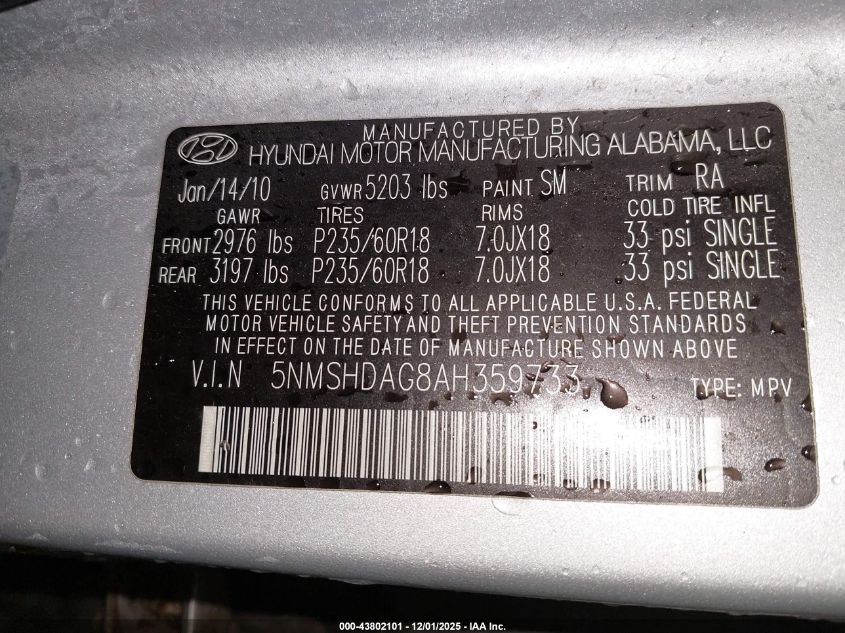 MANUFACTURED BY
HYUNDAI MOTOR MANUFACTURING ALABAMA, LLC
Jan/14/10 GVWR 5203 lbs PAINT SM TRIM RA
GAWR TIRES RIMS COLD TIRE INFL
FRONT 2976 lbs P235/60R18 7.0JX18 33 psi SINGLE
REAR 3197 lbs P235/60R18 7.0JX18 33 psi SINGLE
THIS VEHICLE CONFORMS TO ALL APPLICABLE U.S.A. FEDERAL
MOTOR VEHICLE SAFETY AND THEFT PREVENTION STANDARDS
IN EFFECT ON THE DATE OF MANUFACTURE SHOWN ABOVE
V.I.N 5NMSHDAG8AH359733 TYPE: MPV
000-43802101 - 12/01/2025 - IAA Inc.